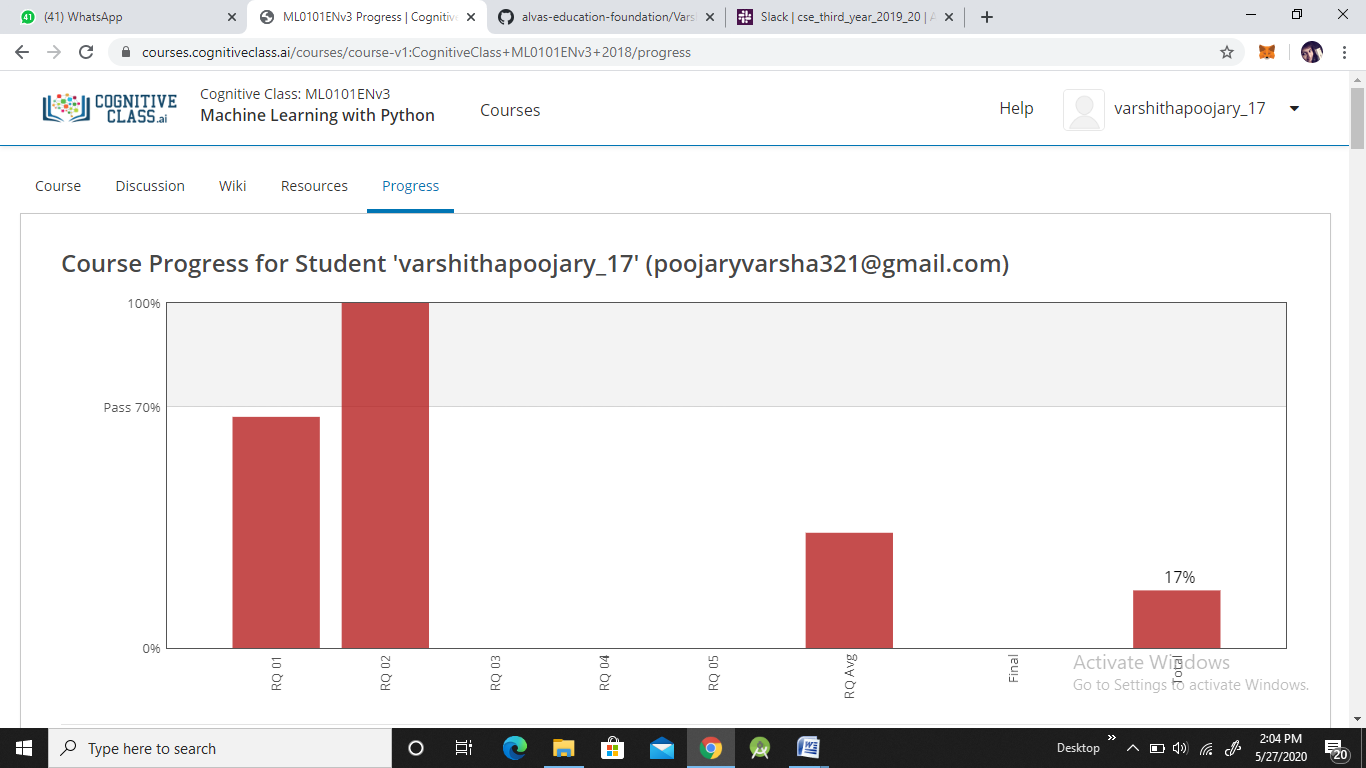 41 (41) WhatsApp
ML0101ENv3 Progress | Cognitiv
alvas-education-foundation/Vars
Slack | cse_third_year_2019_20 | A
courses.cognitiveclass.ai/courses/course-v1:CognitiveClass+ML0101ENv3+2018/progress
COGNITIVE
CLASS.ai
Cognitive Class: ML0101ENv3
Machine Learning with Python
Courses
Help
varshithapoojary_17
Course Discussion Wiki Resources Progress
Course Progress for Student 'varshithapoojary_17' (poojaryvarsha321@gmail.com)
100%
Pass 70%
17%
0%
RQ 01
RQ 02
RQ 03
RQ 04
RQ 05
RQ Avg
Final
Total
Activate Windows
Go to Settings to activate Windows.
Type here to search
Desktop
2:04 PM
5/27/2020
20